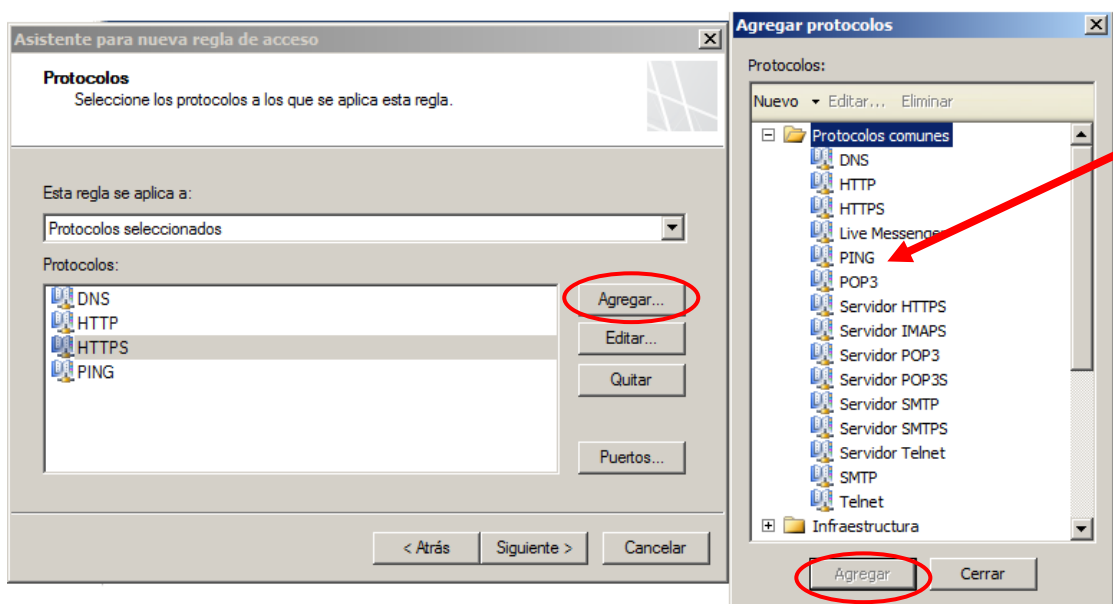 Asistente para nueva regla de acceso
Protocolos
Seleccione los protocolos a los que se aplica esta regla.
Esta regla se aplica a:
Protocolos seleccionados
Protocolos:
DNS
HTTP
HTTPS
PING
Agregar...
Editar...
Quitar
Puertos...
< Atrás
Siguiente >
Cancelar
Agregar protocolos
Protocolos:
Nuevo Editar... Eliminar
Protocolos comunes
DNS
HTTP
HTTPS
Live Messenger
PING
POP3
Servidor HTTPS
Servidor IMAPS
Servidor POP3
Servidor POP3S
Servidor SMTP
Servidor SMTPS
Servidor Telnet
SMTP
Telnet
Infraestructura
Agregar
Cerrar